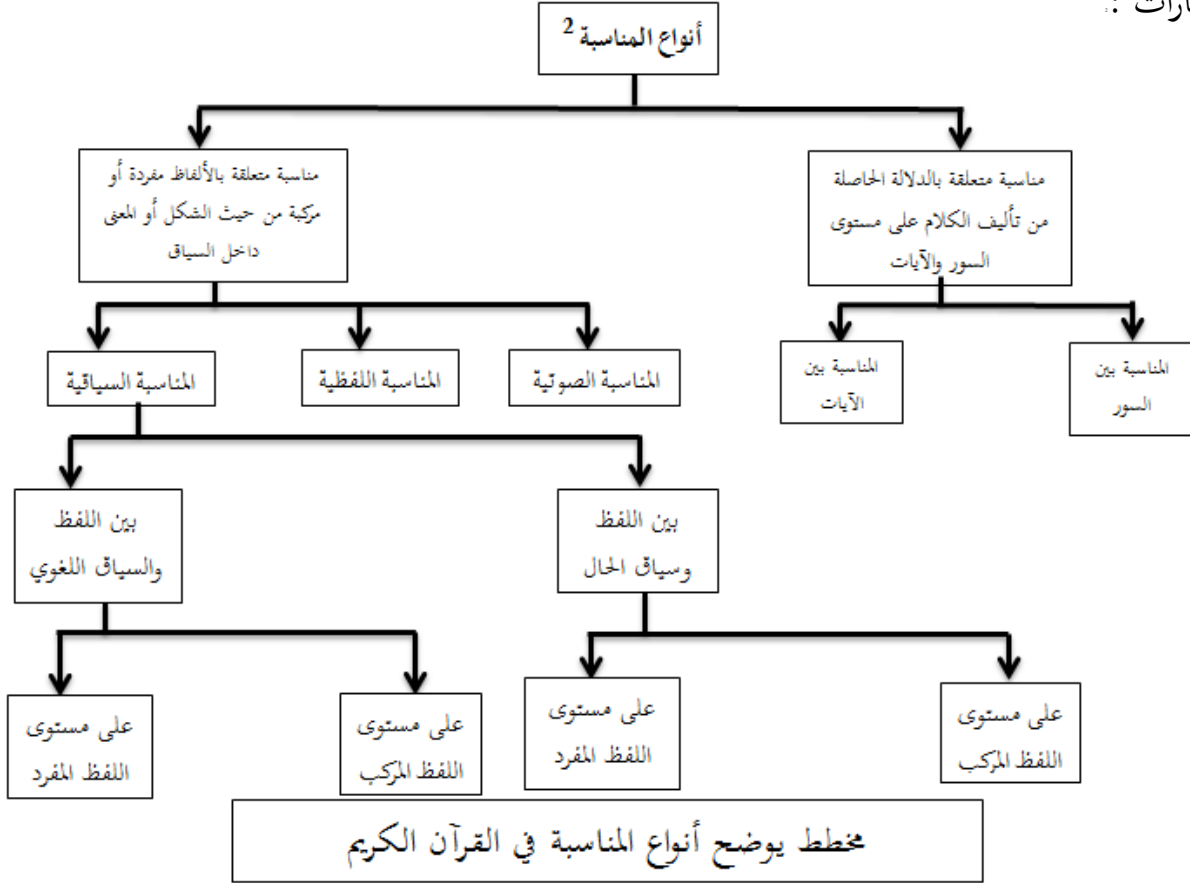 أنواع المناسبة 2
مناسبة متعلقة بالدلالة الحاصلة
من تأليف الكلام على مستوى
السور والآيات
مناسبة متعلقة بالألفاظ مفردة أو
مركبة من حيث الشكل أو المعنى
داخل السياق
المناسبة بين
السور
المناسبة بين
الآيات
المناسبة الصوتية
المناسبة اللفظية
المناسبة السياقية
بين اللفظ
وسياق الحال
بين اللفظ
والسياق اللغوي
على مستوى
اللفظ المركب
على مستوى
اللفظ المفرد
على مستوى
اللفظ المركب
على مستوى
اللفظ المفرد
مخطط يوضح أنواع المناسبة في القرآن الكريم